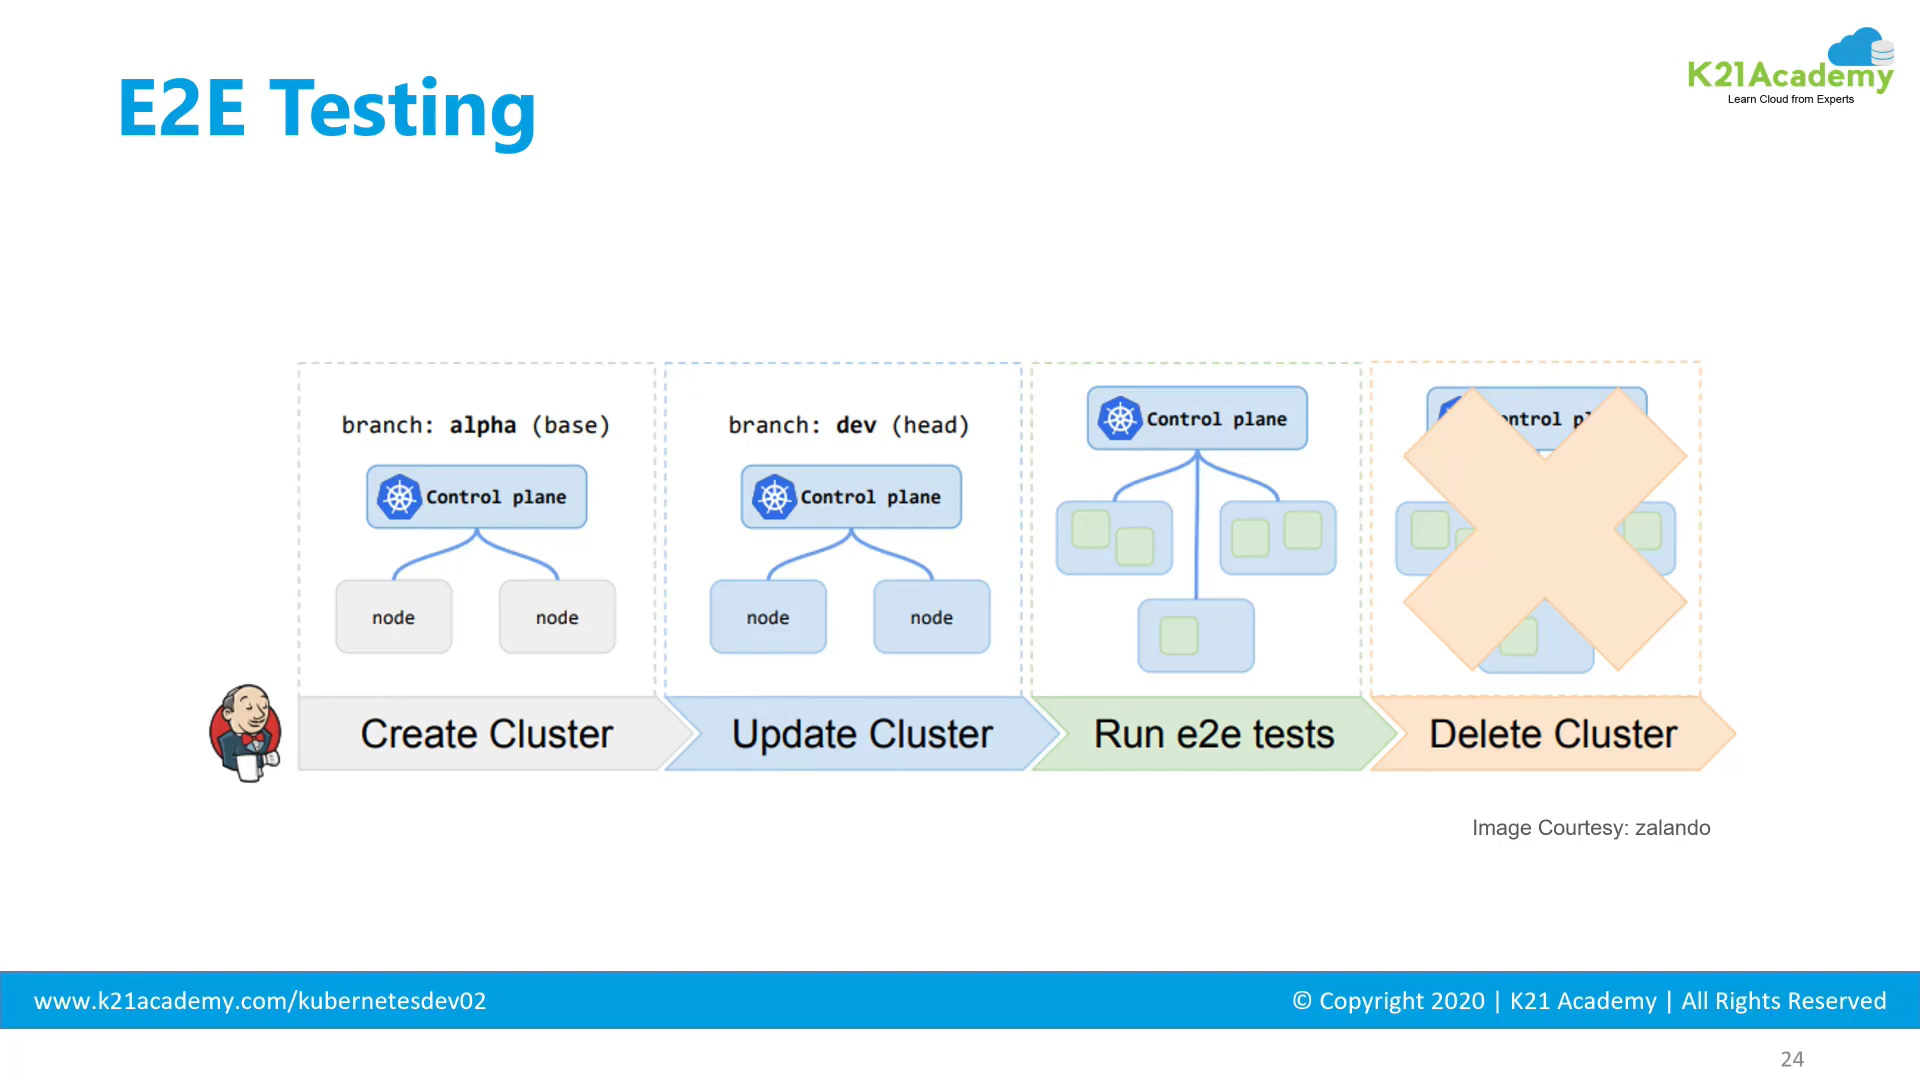 E2E Testing
K21Academy
Learn Cloud from Experts
branch: alpha (base)
Control plane
node
node
branch: dev (head)
Control plane
node
node
Control plane
ntrol p
Create Cluster
Update Cluster
Run e2e tests
Delete Cluster
Image Courtesy: zalando
www.k21academy.com/kubernetesdev02
© Copyright 2020 | K21 Academy | All Rights Reserved
24